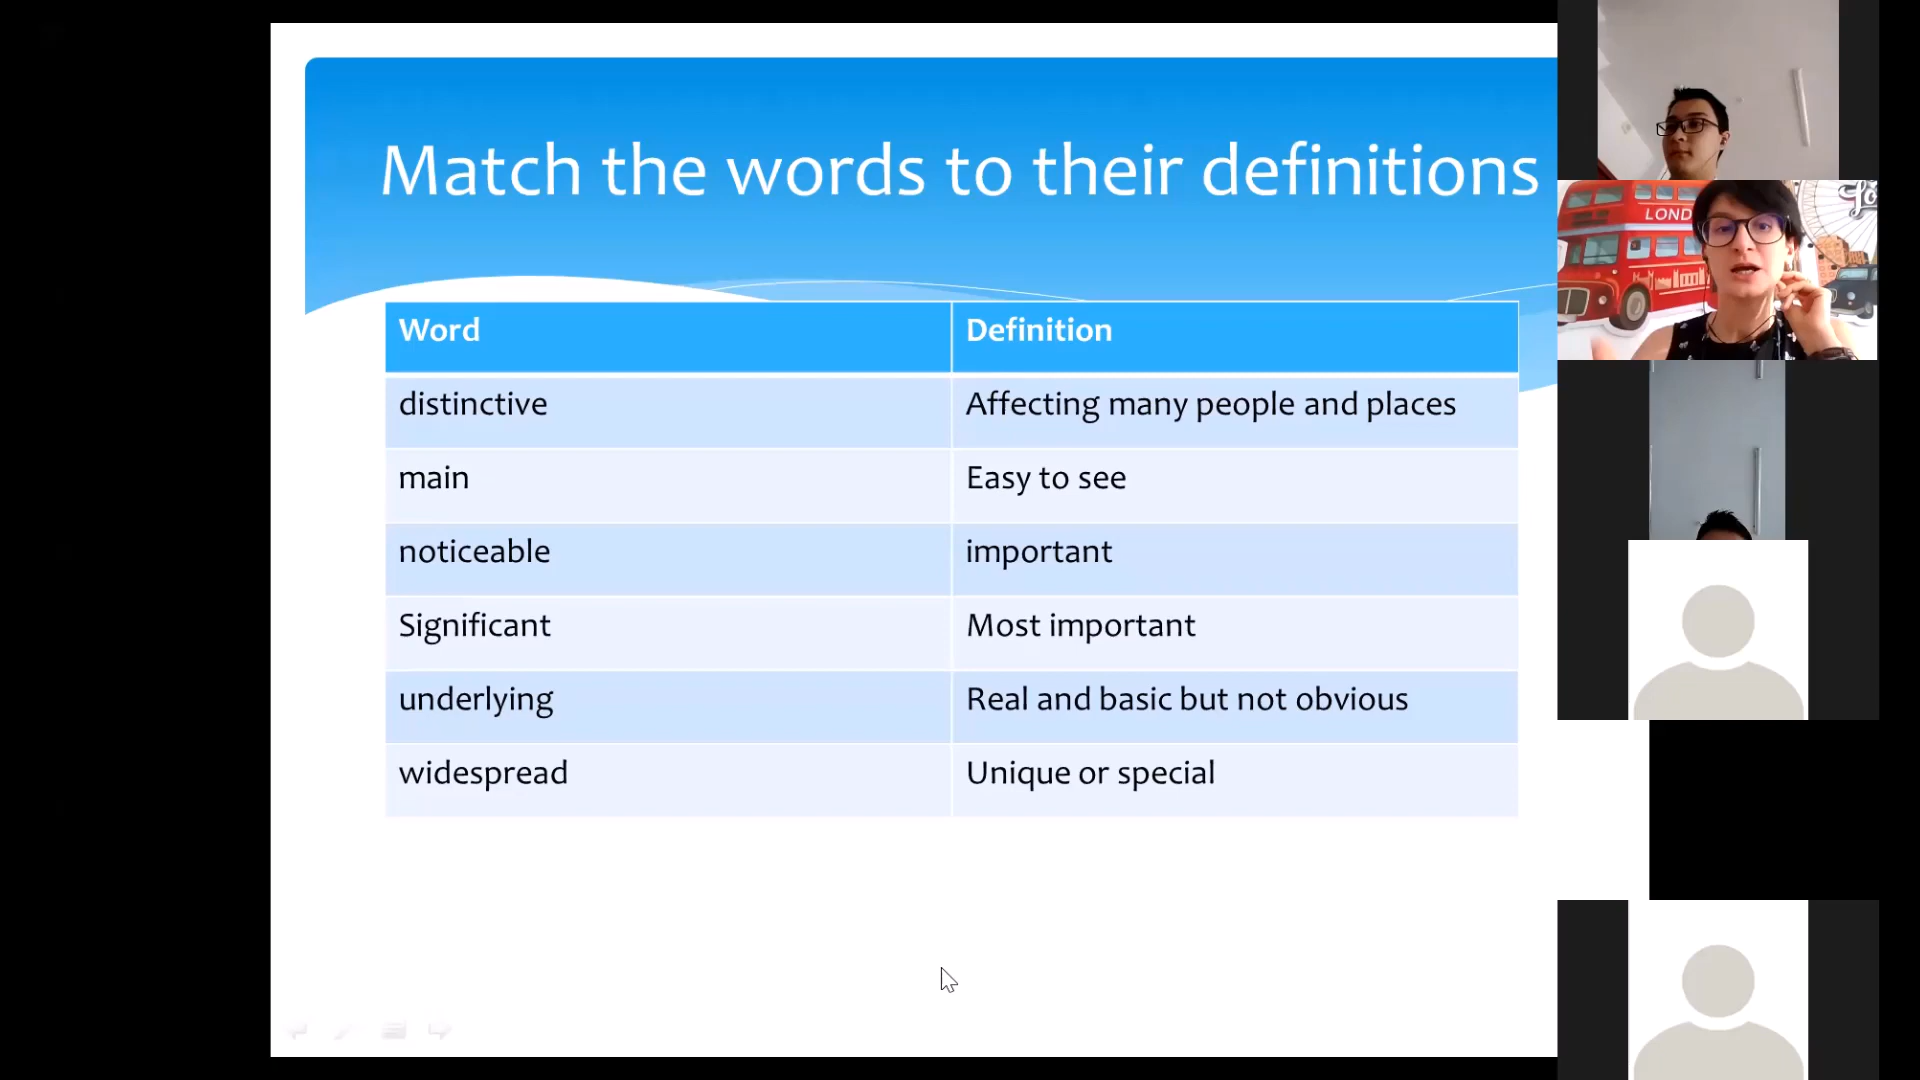 Match the words to their definitions
Word Definition
distinctive Affecting many people and places
main Easy to see
noticeable important
Significant Most important
underlying Real and basic but not obvious
widespread Unique or special
LOND